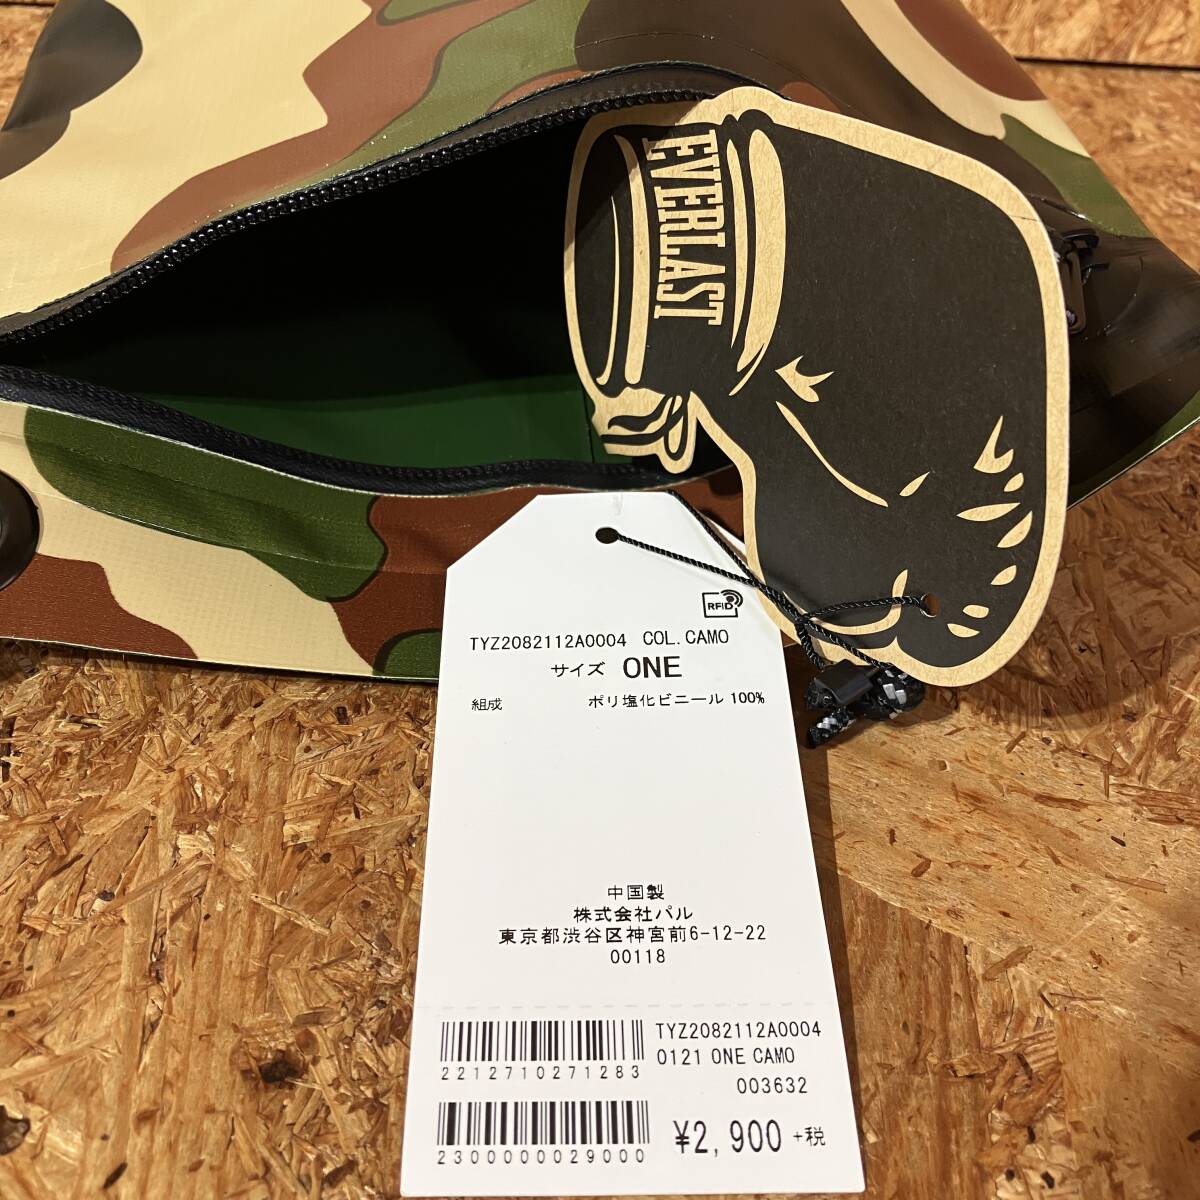 EVERLAST
RFID
TYZ2082112A0004 COL.CAMO
サイズ ONE
組成 ポリ塩化ビニール 100%
中国製
株式会社パル
東京都渋谷区神宮前6-12-22
00118
TYZ2082112A0004
0121 ONE CAMO
2212710271283
003632
¥2,900 +税
2300000029000